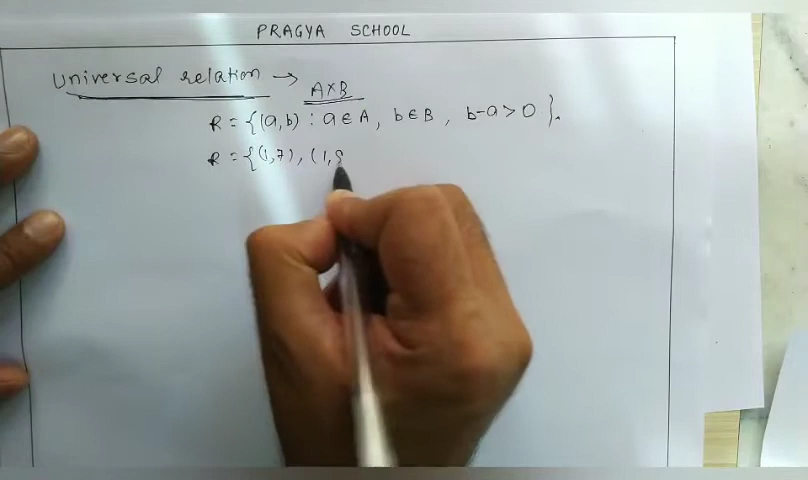 PRAGYA SCHOOL
Universal relation → A×B
R = {(a,b) : a ∈ A, b ∈ B, b-a > 0}.
R = {(1,7), (1,